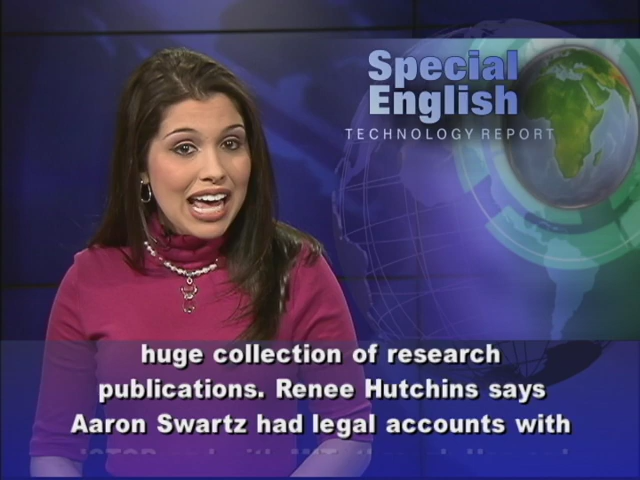 Special
English
TECHNOLOGY REPORT
huge collection of research
publications. Renee Hutchins says
Aaron Swartz had legal accounts with